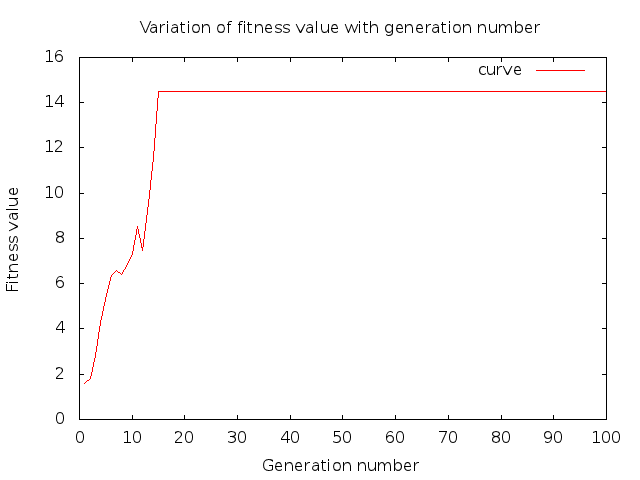 Variation of fitness value with generation number
curve
16
14
12
10
8
6
4
2
0
Fitness value
0 10 20 30 40 50 60 70 80 90 100
Generation number